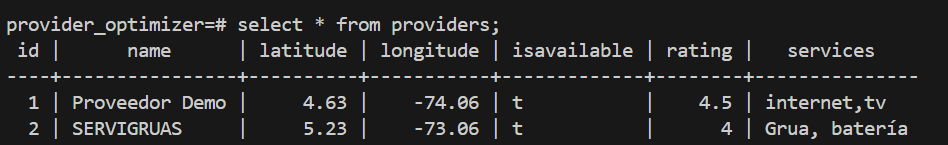 provider_optimizer=# select * from providers;
 id |      name       | latitude | longitude | isavailable | rating |   services
----+-----------------+----------+-----------+-------------+--------+---------------
  1 | Proveedor Demo  |     4.63 |    -74.06 | t           |    4.5 | internet,tv
  2 | SERVIGRUAS      |     5.23 |    -73.06 | t           |      4 | Grua, batería